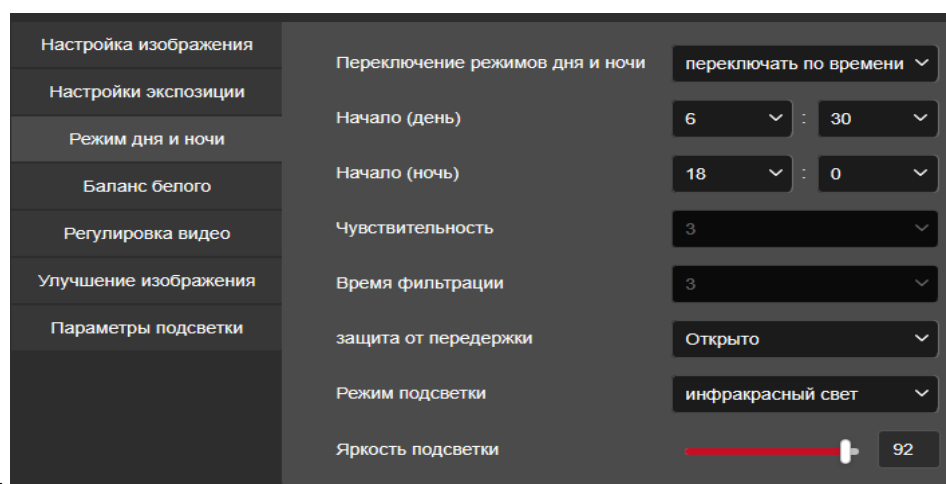 Настройка изображения
Настройки экспозиции
Режим дня и ночи
Баланс белого
Регулировка видео
Улучшение изображения
Параметры подсветки
Переключение режимов дня и ночи переключать по времени
Начало (день) 6 : 30
Начало (ночь) 18 : 0
Чувствительность 3
Время фильтрации 3
защита от передержки Открыто
Режим подсветки инфракрасный свет
Яркость подсветки 92